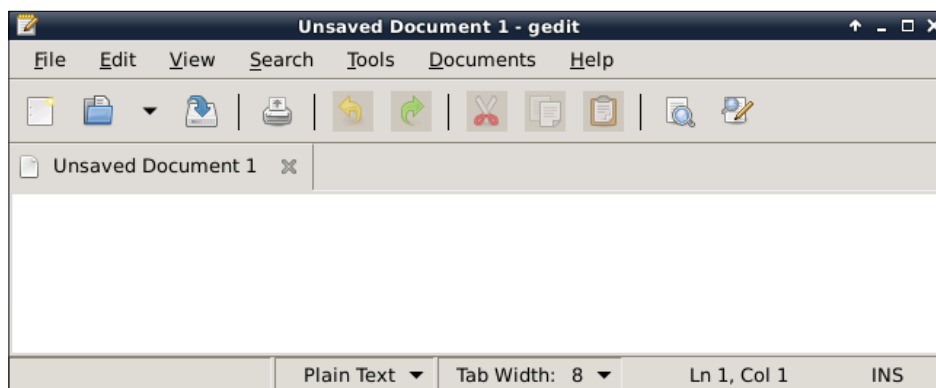 Unsaved Document 1 - gedit
File Edit View Search Tools Documents Help
Unsaved Document 1
Plain Text Tab Width: 8 Ln 1, Col 1 INS